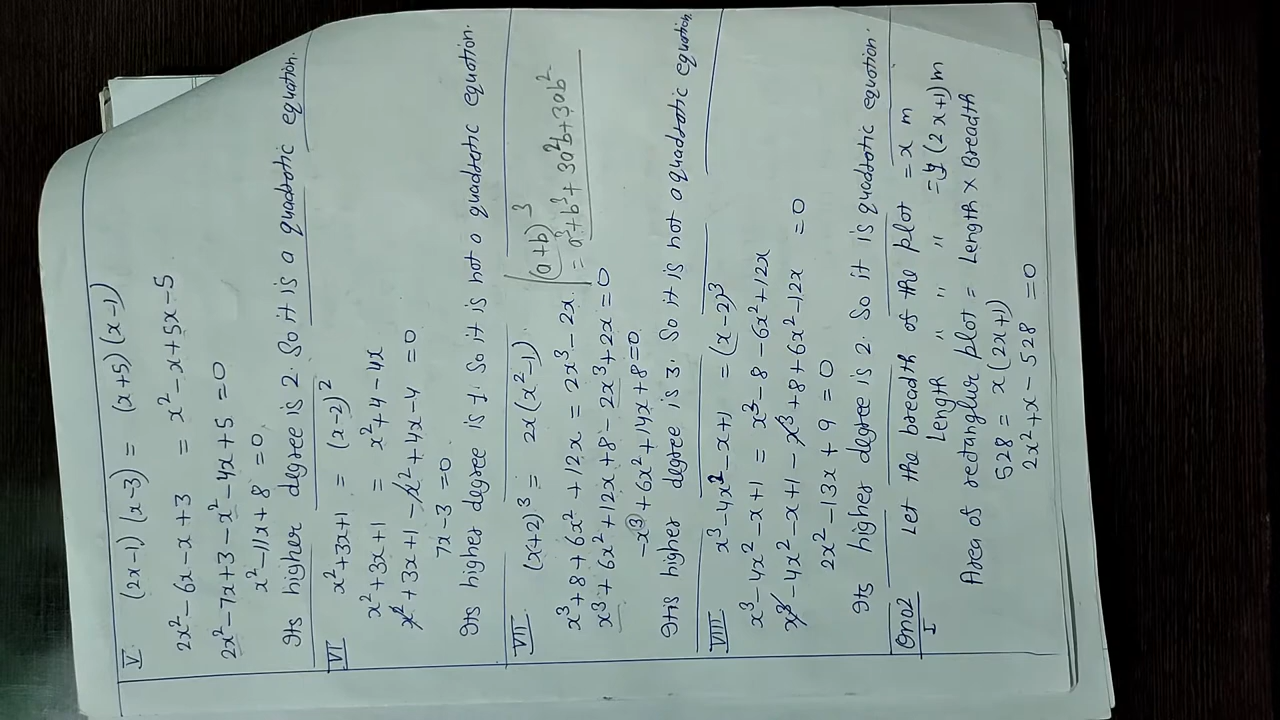 V. (2x-1) (x-3) = (x+5) (x-1)
2x²-6x-x+3 = x²-x+5x-5
2x²-7x+3-x²-4x+5=0
x²-11x+8=0
Its higher degree is 2. So it is a quadratic equation.
VI x²+3x+1 = (x-2)²
x²+3x+1 = x²+4-4x
x²+3x+1-x²+4x-4=0
7x-3=0
Its higher degree is 1. So it is not a quadratic equation.
VII (x+2)³ = 2x(x²-1).
(a+b)³
= a³+b³+3a²b+3ab²
x³+8+6x²+12x=2x³-2x.
x³+6x²+12x+8-2x³+2x=0
-x³+6x²+14x+8=0
Its higher degree is 3. So it is not a quadratic equation.
VIII x³-4x²-x+1 = (x-2)³
x³-4x²-x+1=x³-8-6x²+12x
x³-4x²-x+1-x³+8+6x²-12x =0
2x²-13x+9=0
Its higher degree is 2. So it is quadratic equation.
Qno2 Let the breadth of the plot = x m
I Length " " " = y (2x+1) m
Area of rectanglur plot = Length × Breadth
528 = x(2x+1)
2x²+x-528 =0